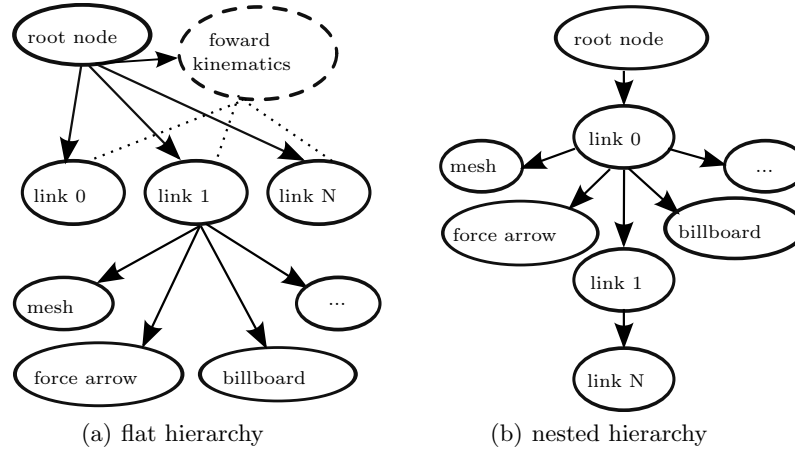 root node
foward
kinematics
link 0
link 1
link N
mesh
...
force arrow
billboard
(a) flat hierarchy
root node
link 0
mesh
...
force arrow
billboard
link 1
link N
(b) nested hierarchy